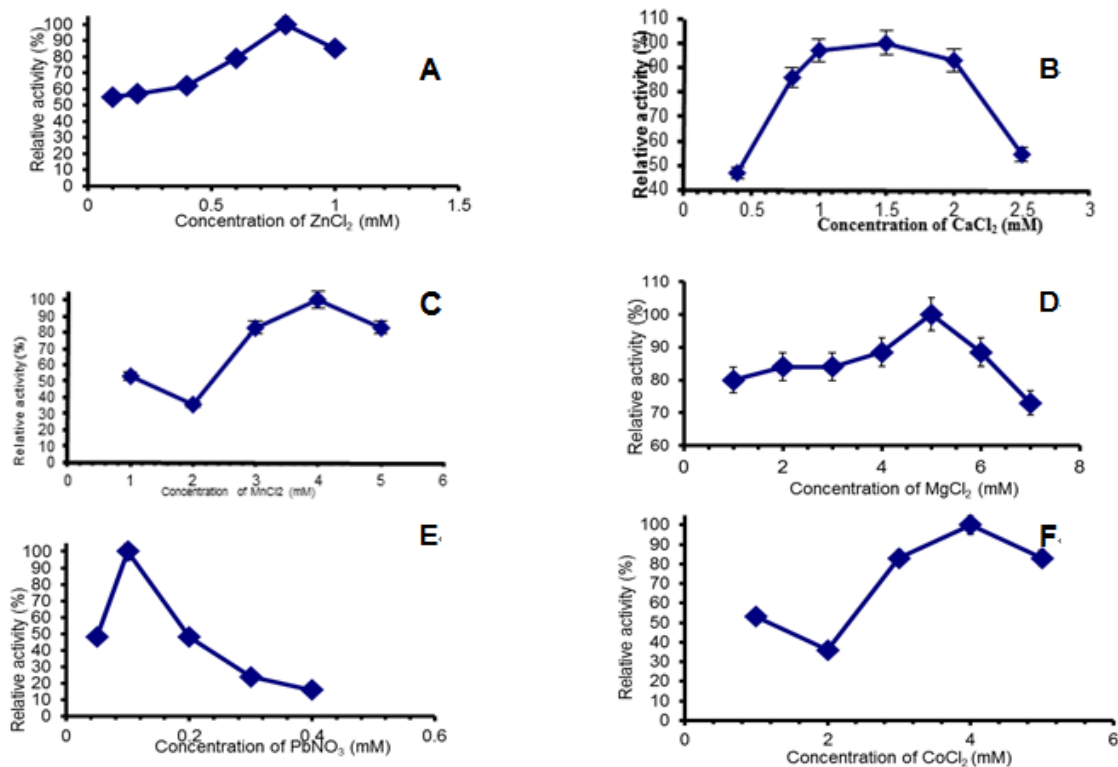 A
Relative activity (%)
100
90
80
70
60
50
40
30
20
10
0
0 0.5 1 1.5
Concentration of ZnCl₂ (mM)
B
Relative activity (%)
110
100
90
80
70
60
50
40
0 0.5 1 1.5 2 2.5 3
Concentration of CaCl₂ (mM)
C
Relative activity (%)
100
90
80
70
60
50
40
30
20
10
0
0 1 2 3 4 5 6
Concentration of MnCl2 (mM)
D
Relative activity (%)
110
100
90
80
70
60
0 2 4 6 8
Concentration of MgCl₂ (mM)
E
Relative activity (%)
100
90
80
70
60
50
40
30
20
10
0
0 0.2 0.4 0.6
Concentration of PbNO₃ (mM)
F
Relative activity (%)
100
90
80
70
60
50
40
30
20
10
0
0 2 4 6
Concentration of CoCl₂ (mM)